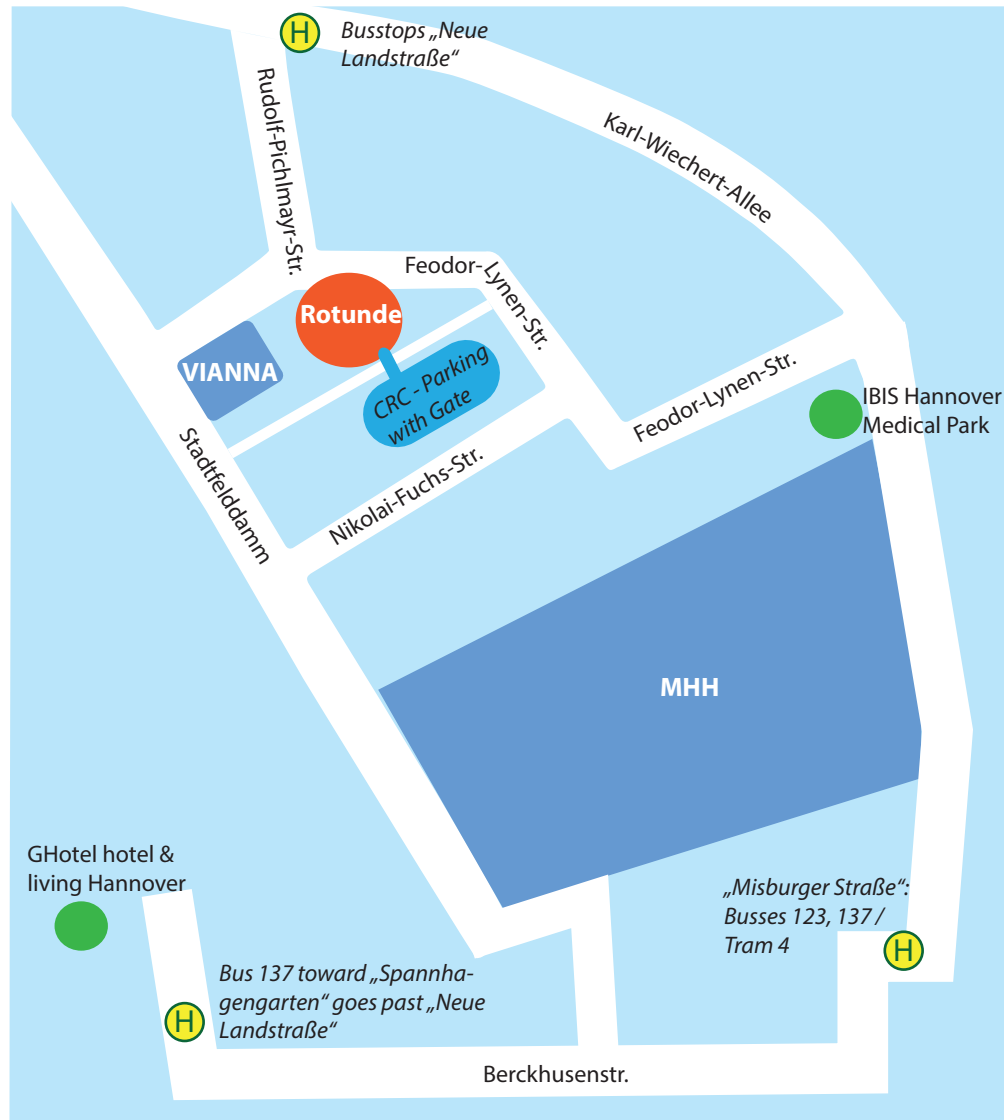 H
Busstops „Neue
Landstraße“
Rudolf-Pichlmayr-Str.
Karl-Wiechert-Allee
Feodor-Lynen-Str.
Rotunde
VIANNA
CRC - Parking
with Gate
Feodor-Lynen-Str.
IBIS Hannover
Medical Park
Stadtfelddamm
Nikolai-Fuchs-Str.
MHH
GHotel hotel &
living Hannover
„Misburger Straße“:
Busses 123, 137 /
Tram 4
H
Bus 137 toward „Spannha-
gengarten“ goes past „Neue
Landstraße“
H
Berckhusenstr.